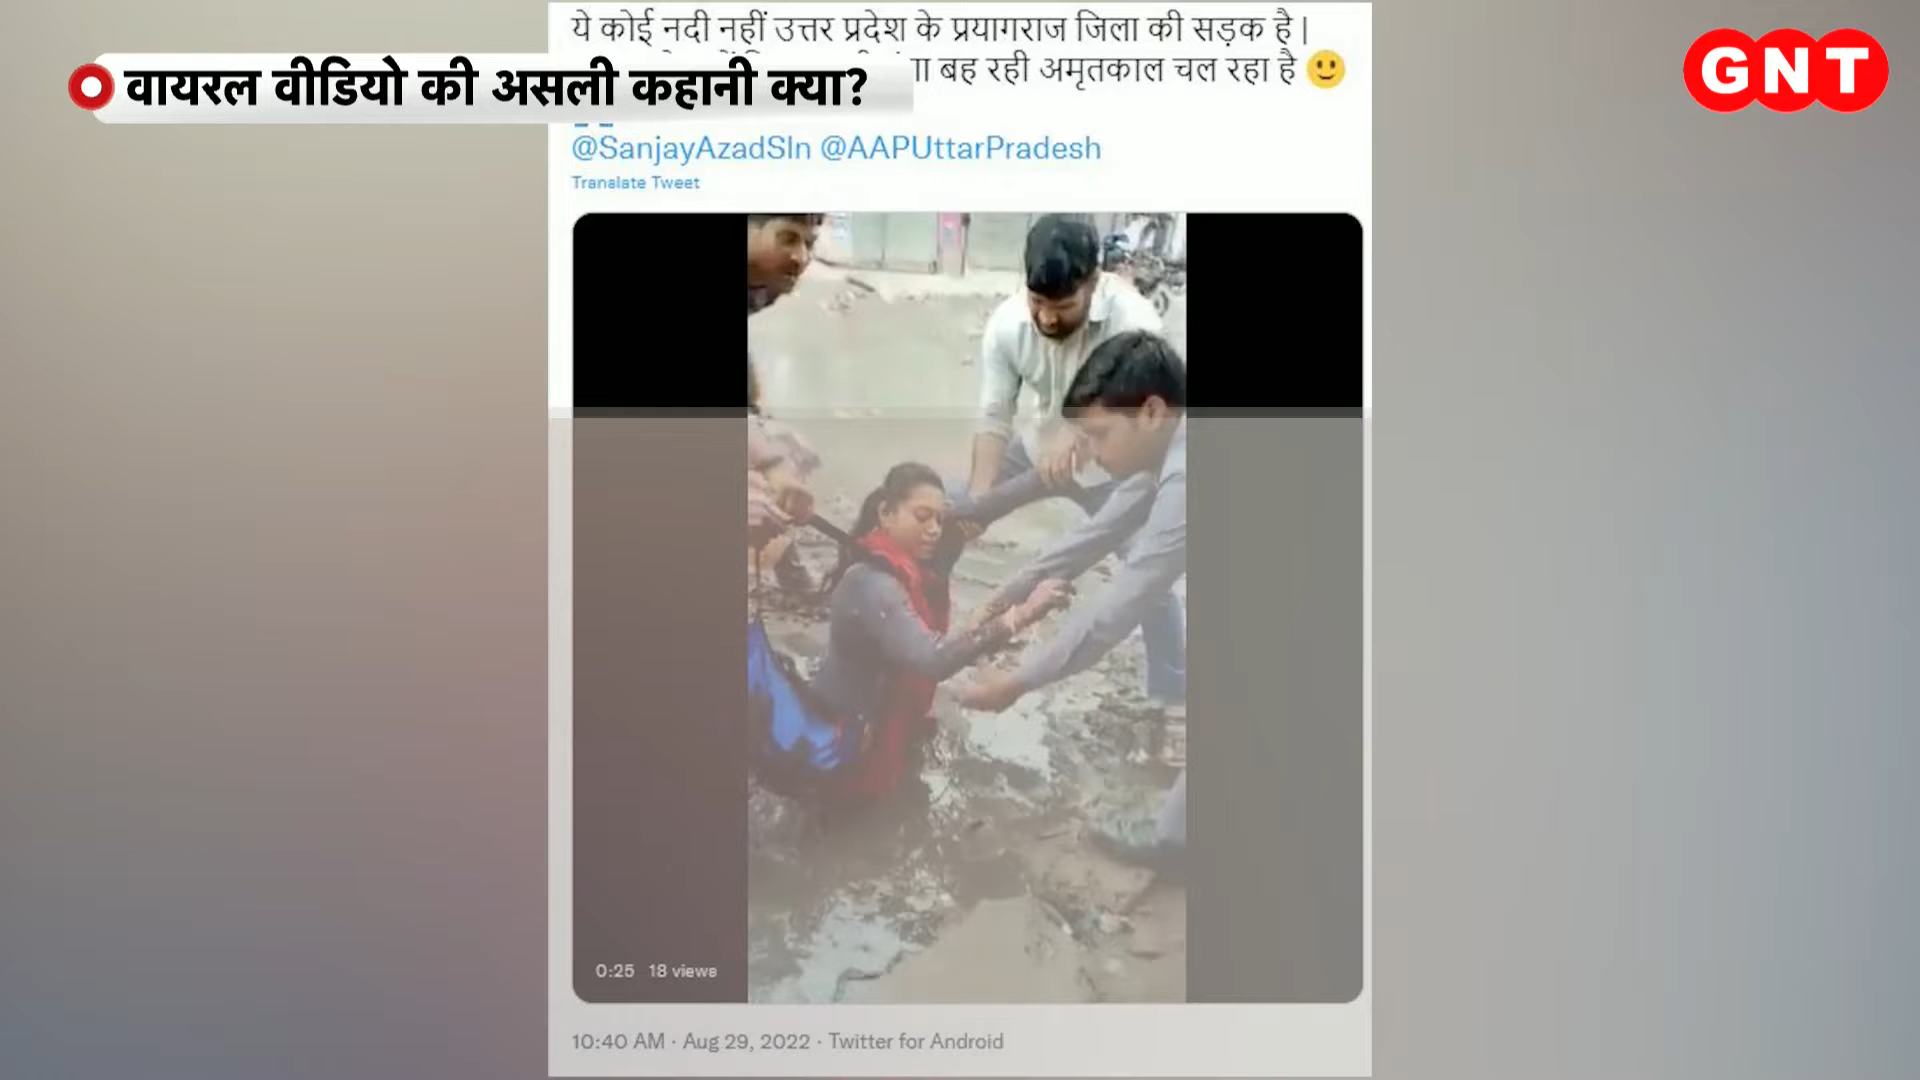 ये कोई नदी नहीं उत्तर प्रदेश के प्रयागराज जिला की सड़क है |
बह रही अमृतकाल चल रहा है 🙂
वायरल वीडियो की असली कहानी क्या?
GNT
@SanjayAzadSln @AAPUttarPradesh
Translate Tweet
0:25 18 views
10:40 AM · Aug 29, 2022 · Twitter for Android